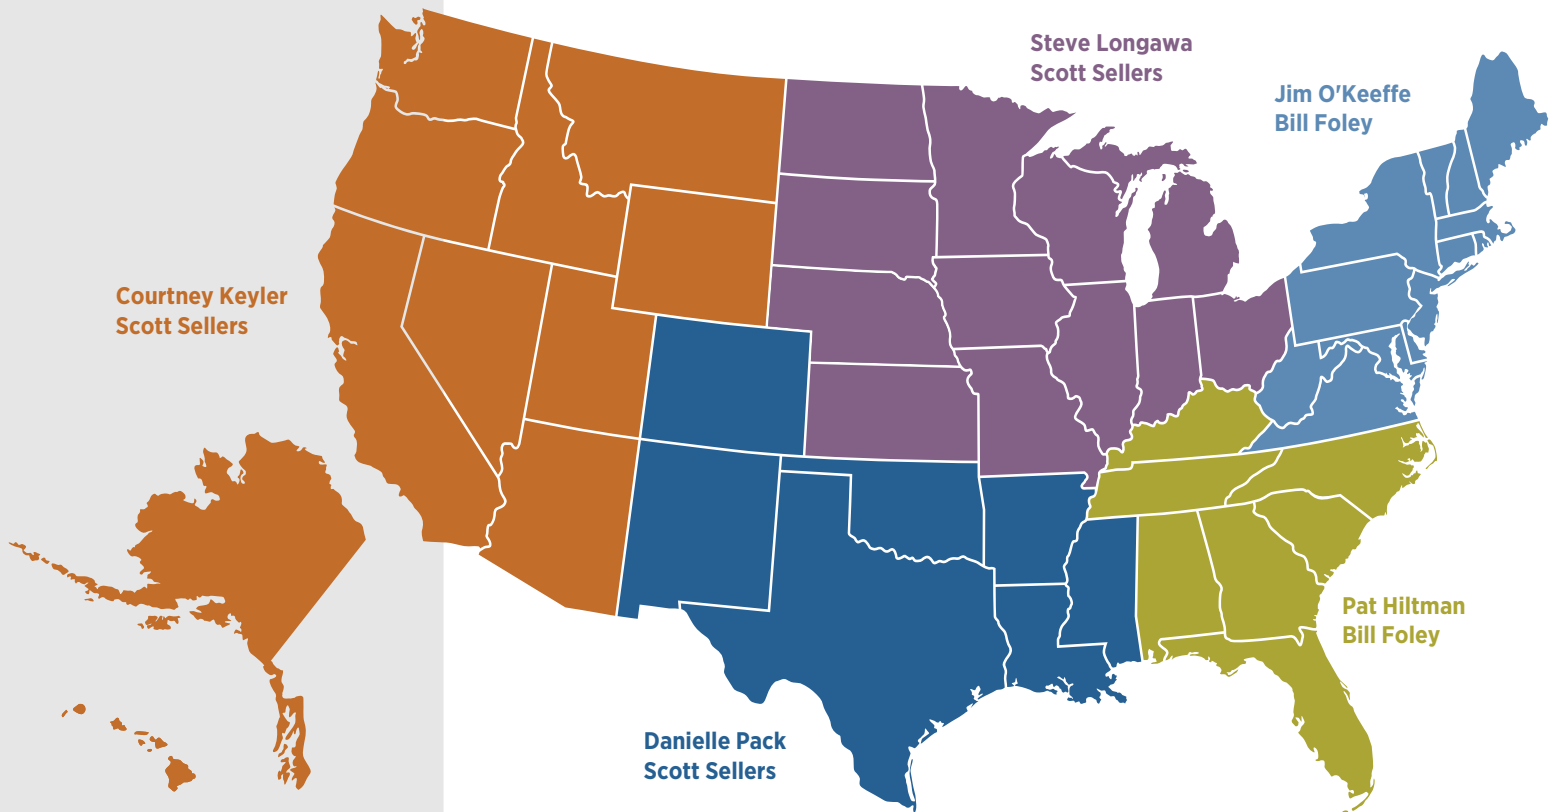 Steve Longawa
Scott Sellers
Jim O'Keeffe
Bill Foley
Courtney Keyler
Scott Sellers
Pat Hiltman
Bill Foley
Danielle Pack
Scott Sellers